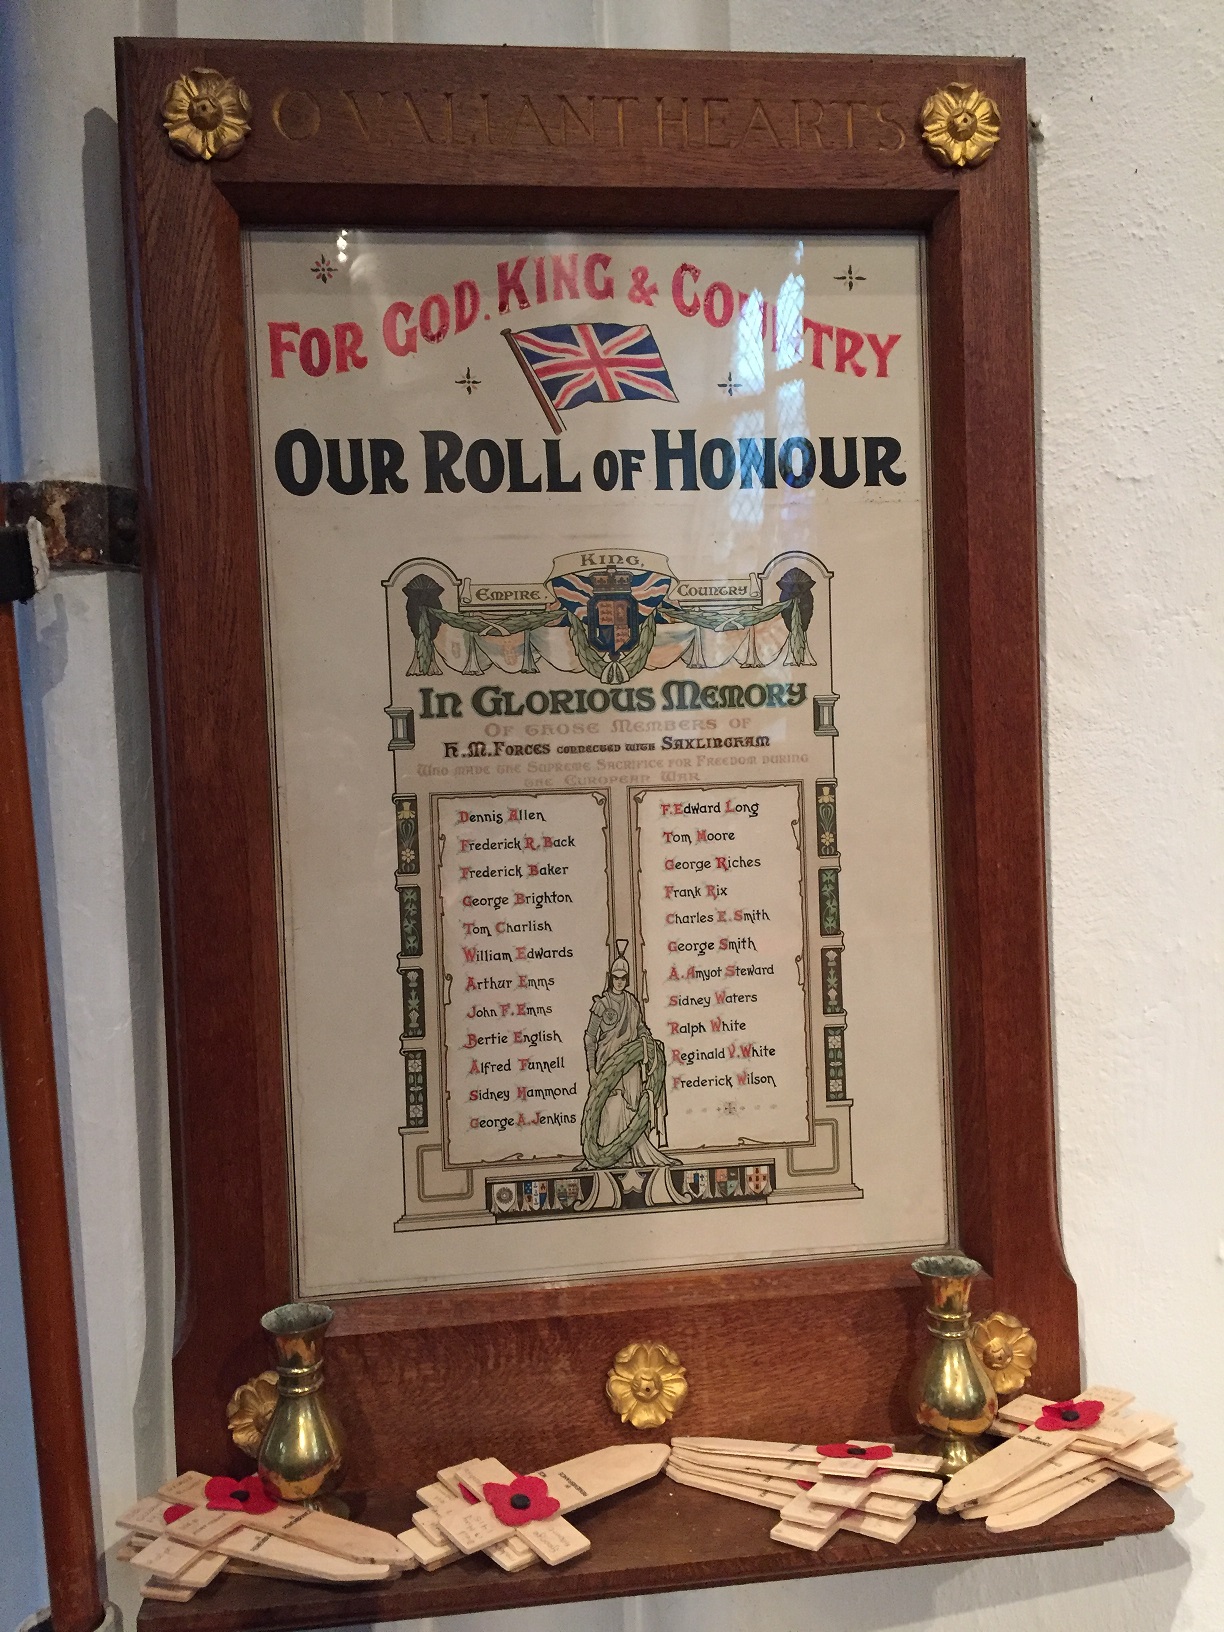 O VALIANT HEARTS
FOR GOD. KING & COUNTRY
OUR ROLL OF HONOUR
KING,
EMPIRE. COUNTRY
IN GLORIOUS MEMORY
OF THOSE MEMBERS OF
H.M. FORCES CONNECTED WITH SAXLINGHAM
WHO MADE THE SUPREME SACRIFICE FOR FREEDOM DURING
THE EUROPEAN WAR
Dennis Allen
Frederick R. Back
Frederick Baker
George Brighton
Tom Charlish
William Edwards
Arthur Emms
John F. Emms
Bertie English
Alfred Funnell
Sidney Hammond
George A. Jenkins
F. Edward Long
Tom Moore
George Riches
Frank Rix
Charles E. Smith
George Smith
A. Amyot Steward
Sidney Waters
Ralph White
Reginald V. White
Frederick Wilson